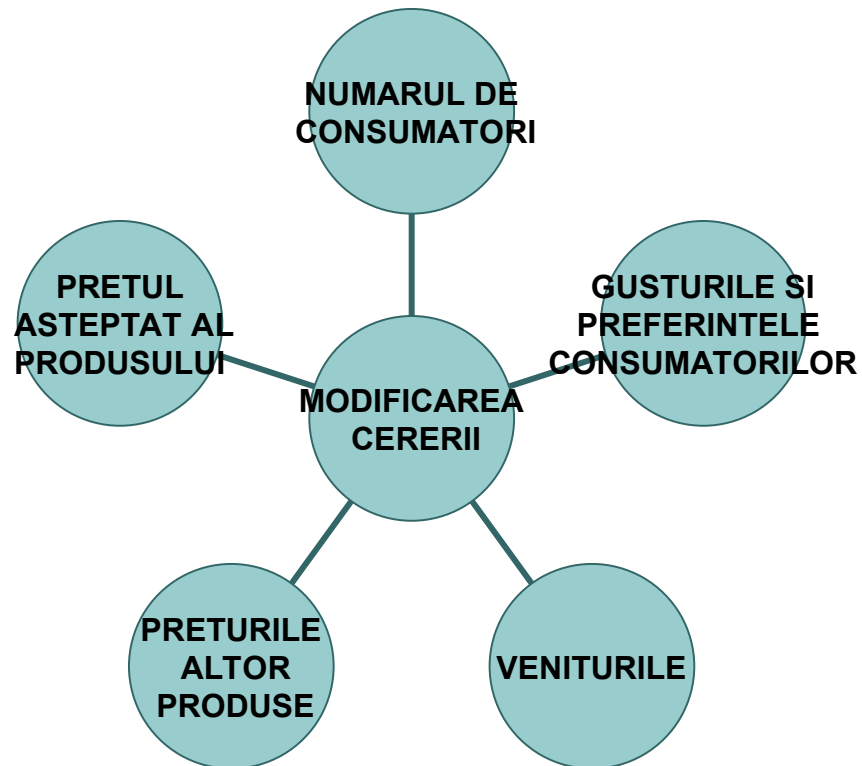 NUMARUL DE
CONSUMATORI
PRETUL
ASTEPTAT AL
PRODUSULUI
GUSTURILE SI
PREFERINTELE
CONSUMATORILOR
MODIFICAREA
CERERII
PRETURILE
ALTOR
PRODUSE
VENITURILE